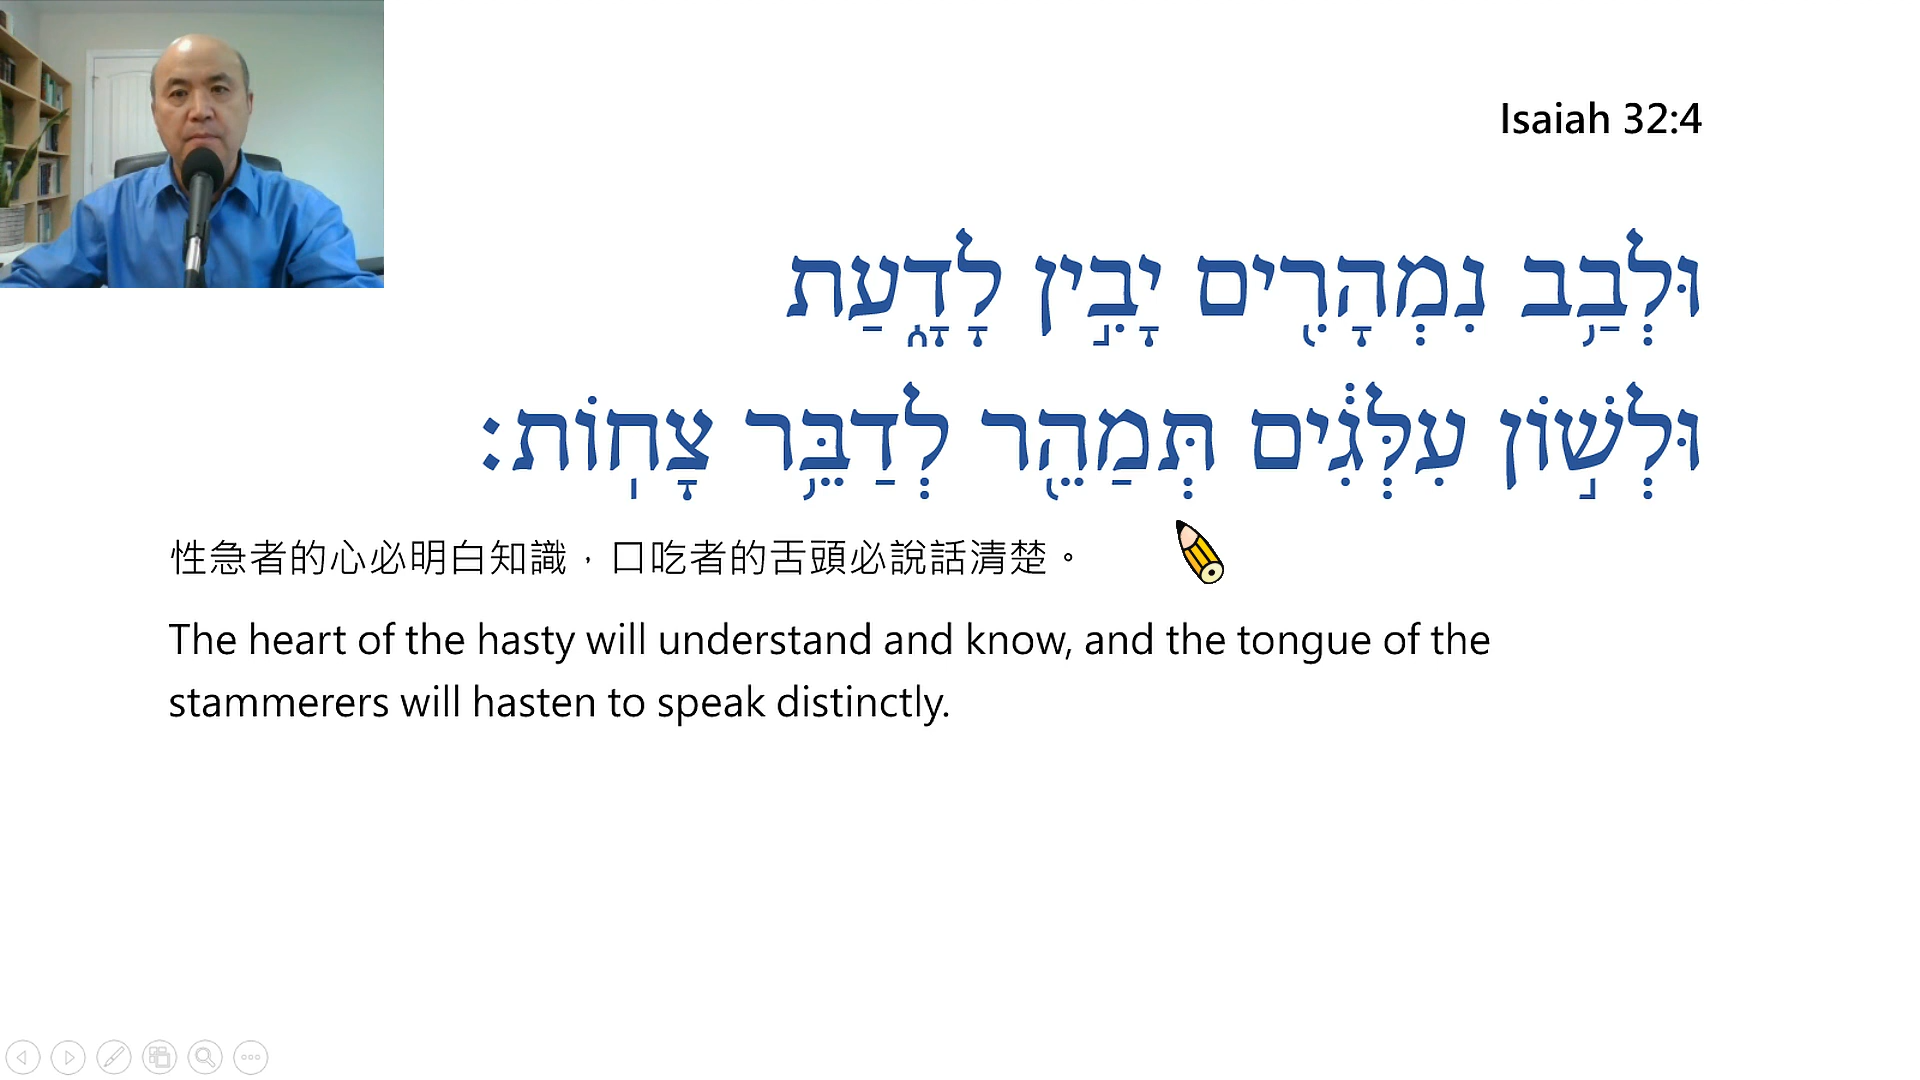 Isaiah 32:4
וּלְבַ֥ב נִמְהָרִ֖ים יָבִ֣ין לָדָ֑עַת
וּלְשׁ֣וֹן עִלְּגִ֔ים תְּמַהֵ֖ר לְדַבֵּ֥ר צָחֽוֹת׃
性急者的心必明白知識，口吃者的舌頭必說話清楚。
The heart of the hasty will understand and know, and the tongue of the
stammerers will hasten to speak distinctly.